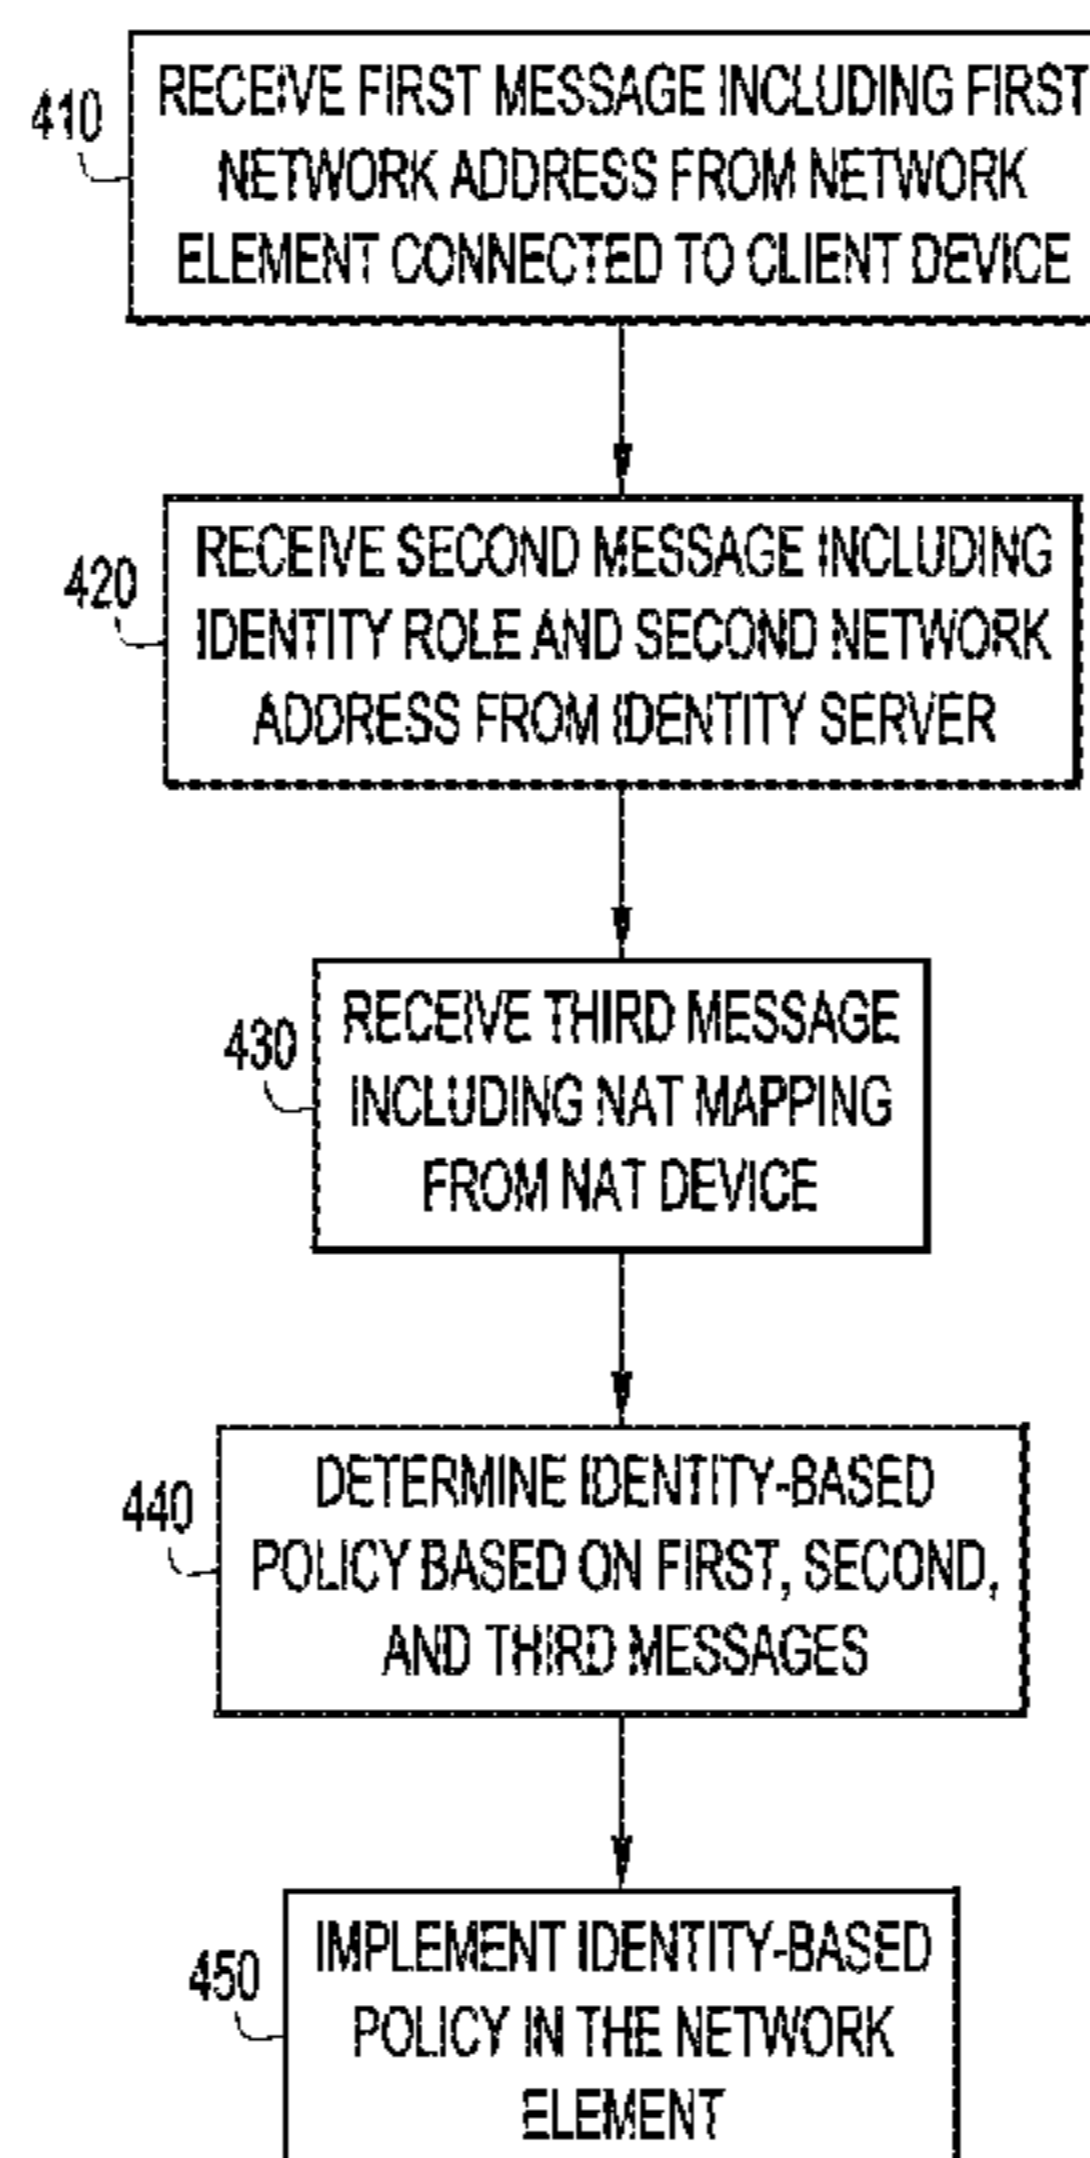 410
RECEIVE FIRST MESSAGE INCLUDING FIRST
NETWORK ADDRESS FROM NETWORK
ELEMENT CONNECTED TO CLIENT DEVICE
420
RECEIVE SECOND MESSAGE INCLUDING
IDENTITY ROLE AND SECOND NETWORK
ADDRESS FROM IDENTITY SERVER
430
RECEIVE THIRD MESSAGE
INCLUDING NAT MAPPING
FROM NAT DEVICE
440
DETERMINE IDENTITY-BASED
POLICY BASED ON FIRST, SECOND,
AND THIRD MESSAGES
450
IMPLEMENT IDENTITY-BASED
POLICY IN THE NETWORK
ELEMENT